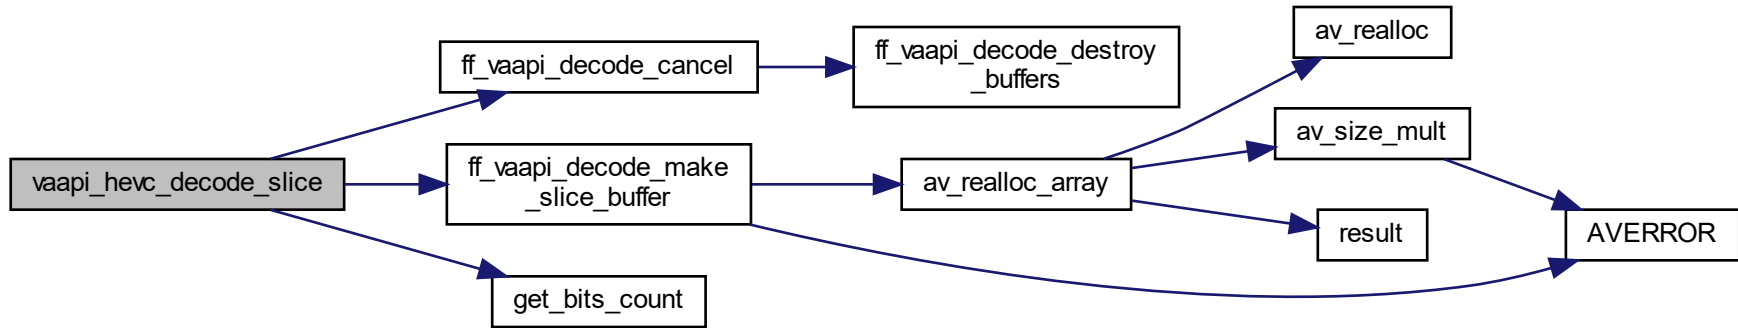 vaapi_hevc_decode_slice
ff_vaapi_decode_cancel
ff_vaapi_decode_destroy
_buffers
ff_vaapi_decode_make
_slice_buffer
get_bits_count
av_realloc_array
av_realloc
av_size_mult
result
AVERROR